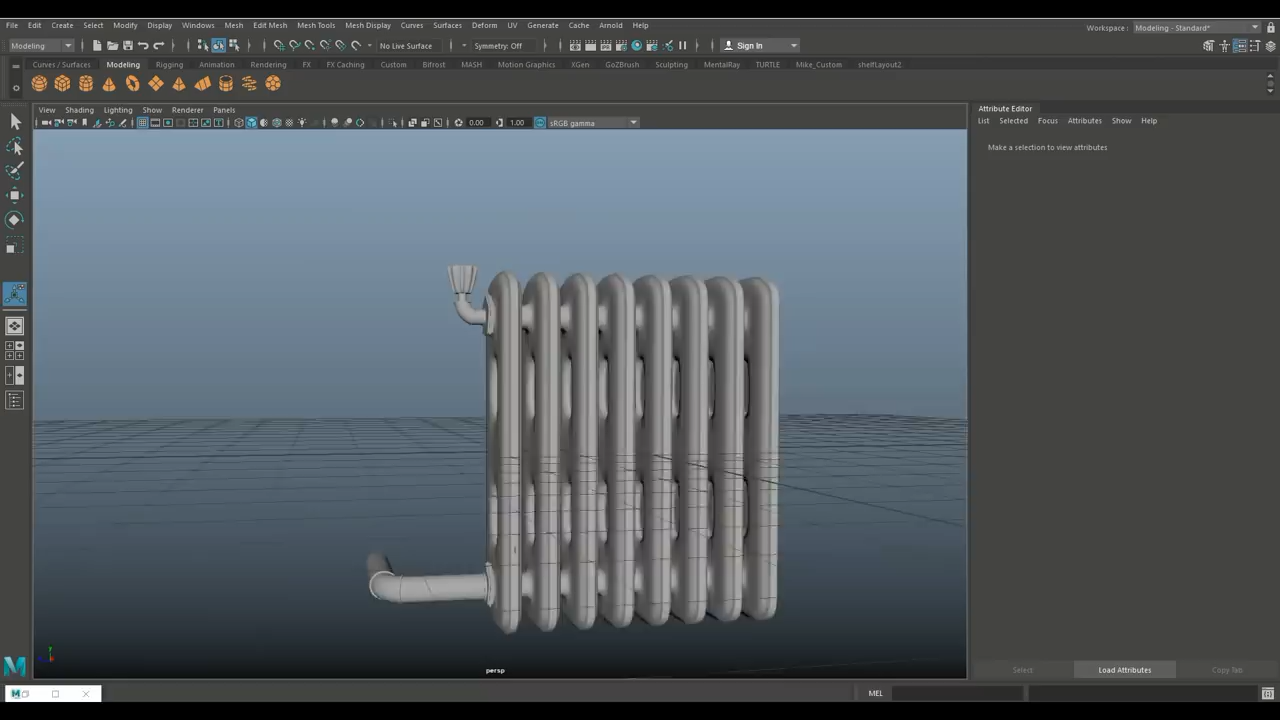 File Edit Create Select Modify Display Windows Mesh Edit Mesh Mesh Tools Mesh Display Curves Surfaces Deform UV Generate Cache Arnold Help
Workspace : Modeling - Standard*
Modeling No Live Surface Symmetry: Off Sign In
Curves / Surfaces Modeling Rigging Animation Rendering FX FX Caching Custom Bifrost MASH Motion Graphics XGen GoZBrush Sculpting MentalRay TURTLE Mike_Custom shelfLayout2
View Shading Lighting Show Renderer Panels
0.00 1.00 sRGB gamma
Attribute Editor
List Selected Focus Attributes Show Help
Make a selection to view attributes
persp
Select Load Attributes Copy Tab
MEL